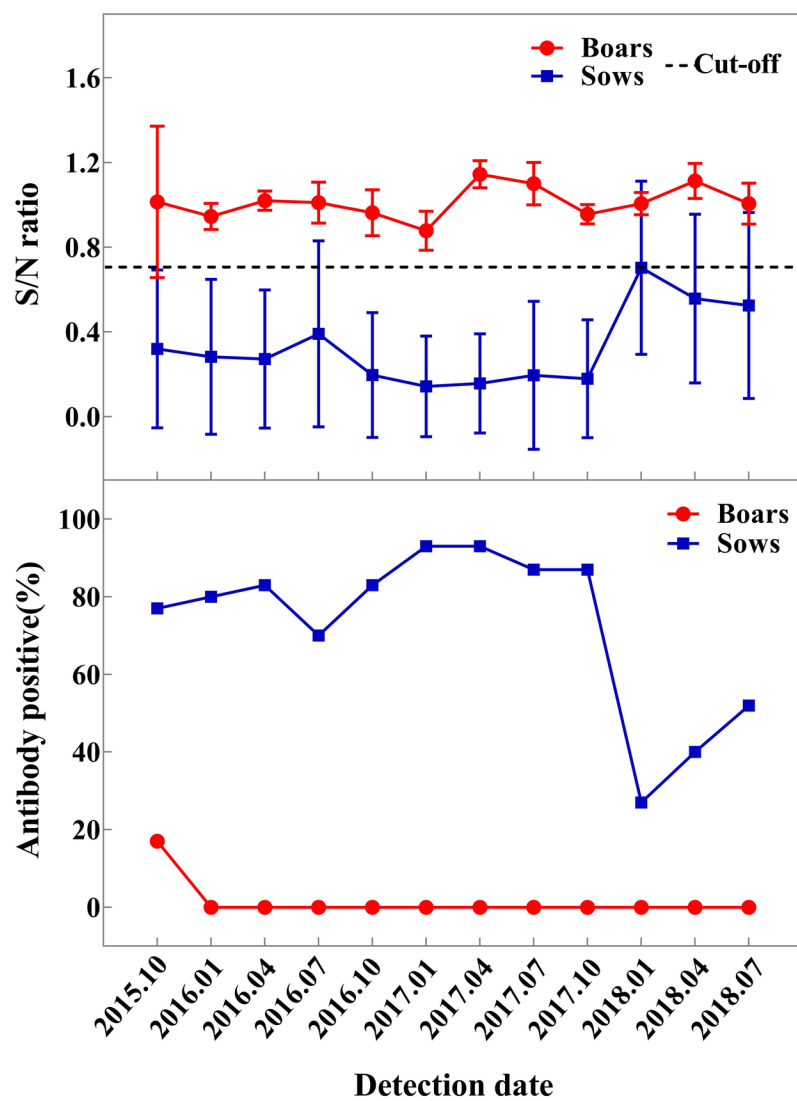 Boars
Sows
Cut-off
S/N ratio
1.6
1.2
0.8
0.4
0.0
Boars
Sows
Antibody positive(%)
100
80
60
40
20
0
2015.10
2016.01
2016.04
2016.07
2016.10
2017.01
2017.04
2017.07
2017.10
2018.01
2018.04
2018.07
Detection date